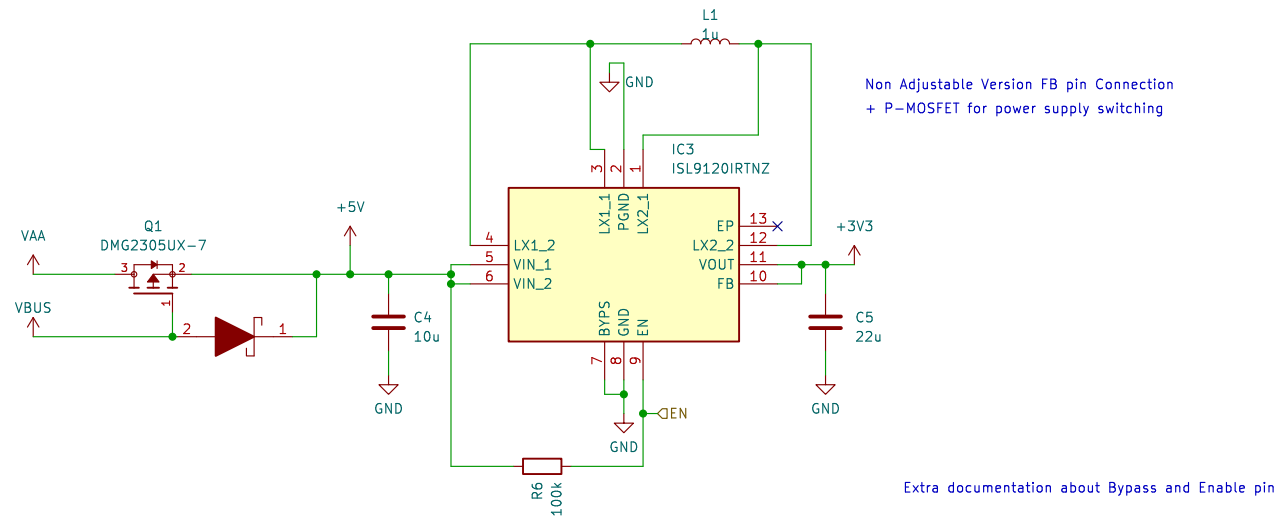 L1
1u
GND
Non Adjustable Version FB pin Connection
+ P-MOSFET for power supply switching
IC3
ISL9120IRTNZ
3
2
1
LX1_1
PGND
LX2_1
+5V
Q1
DMG2305UX-7
VAA
3
2
1
VBUS
2
1
4
LX1_2
5
VIN_1
6
VIN_2
EP
13
LX2_2
12
VOUT
11
FB
10
+3V3
C4
10u
GND
BYPS
GND
EN
7
8
9
C5
22u
GND
EN
GND
R6
100k
Extra documentation about Bypass and Enable pin